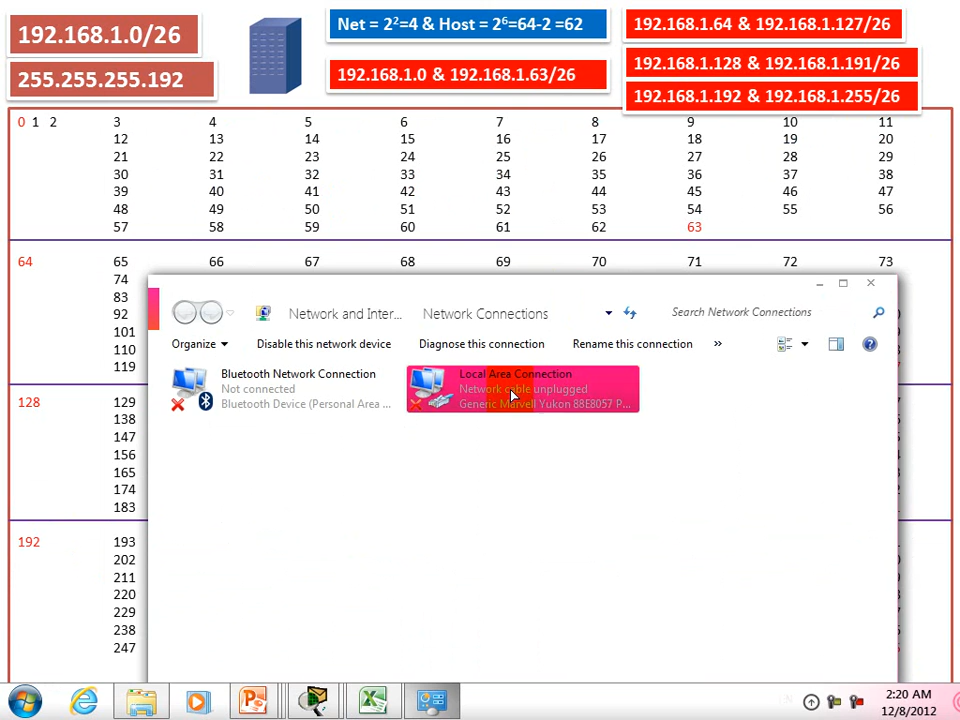 192.168.1.0/26
255.255.255.192
Net = 2²=4 & Host = 2⁶=64-2 =62
192.168.1.0 & 192.168.1.63/26
192.168.1.64 & 192.168.1.127/26
192.168.1.128 & 192.168.1.191/26
192.168.1.192 & 192.168.1.255/26
0 1 2 3 4 5 6 7 8 9 10 11
12 13 14 15 16 17 18 19 20
21 22 23 24 25 26 27 28 29
30 31 32 33 34 35 36 37 38
39 40 41 42 43 44 45 46 47
48 49 50 51 52 53 54 55 56
57 58 59 60 61 62 63
64 65 66 67 68 69 70 71 72 73
74
83
92
101
110
119
128 129
138
147
156
165
174
183
192 193
202
211
220
229
238
247
Network and Inter... Network Connections Search Network Connections
Organize Disable this network device Diagnose this connection Rename this connection »
Bluetooth Network Connection
Not connected
Bluetooth Device (Personal Area ...
Local Area Connection
Network cable unplugged
Generic Marvell Yukon 88E8057 P...
2:20 AM
12/8/2012